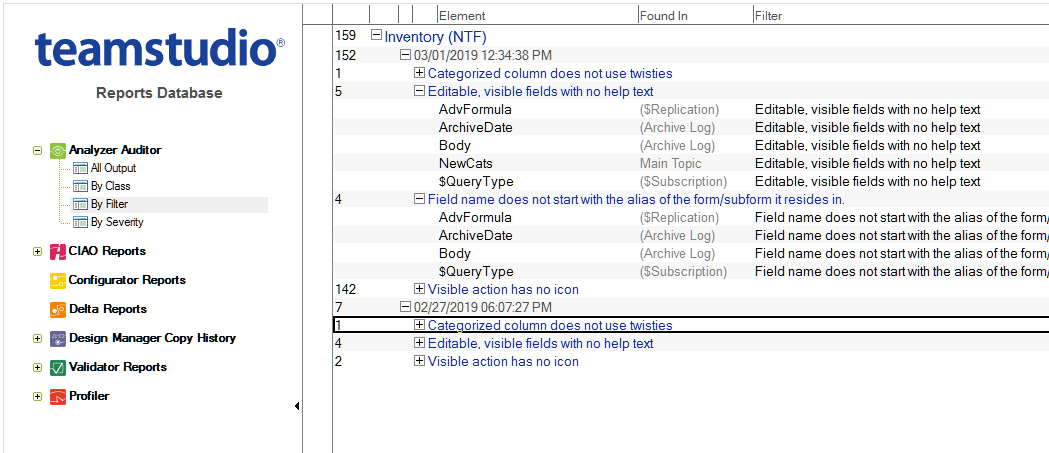 teamstudio®
Reports Database
Analyzer Auditor
All Output
By Class
By Filter
By Severity
CIAO Reports
Configurator Reports
Delta Reports
Design Manager Copy History
Validator Reports
Profiler
Element Found In Filter
159 Inventory (NTF)
152 03/01/2019 12:34:38 PM
1 Categorized column does not use twisties
5 Editable, visible fields with no help text
AdvFormula ($Replication) Editable, visible fields with no help text
ArchiveDate (Archive Log) Editable, visible fields with no help text
Body (Archive Log) Editable, visible fields with no help text
NewCats Main Topic Editable, visible fields with no help text
$QueryType ($Subscription) Editable, visible fields with no help text
4 Field name does not start with the alias of the form/subform it resides in.
AdvFormula ($Replication) Field name does not start with the alias of the form/
ArchiveDate (Archive Log) Field name does not start with the alias of the form/
Body (Archive Log) Field name does not start with the alias of the form/
$QueryType ($Subscription) Field name does not start with the alias of the form/
142 Visible action has no icon
7 02/27/2019 06:07:27 PM
1 Categorized column does not use twisties
4 Editable, visible fields with no help text
2 Visible action has no icon